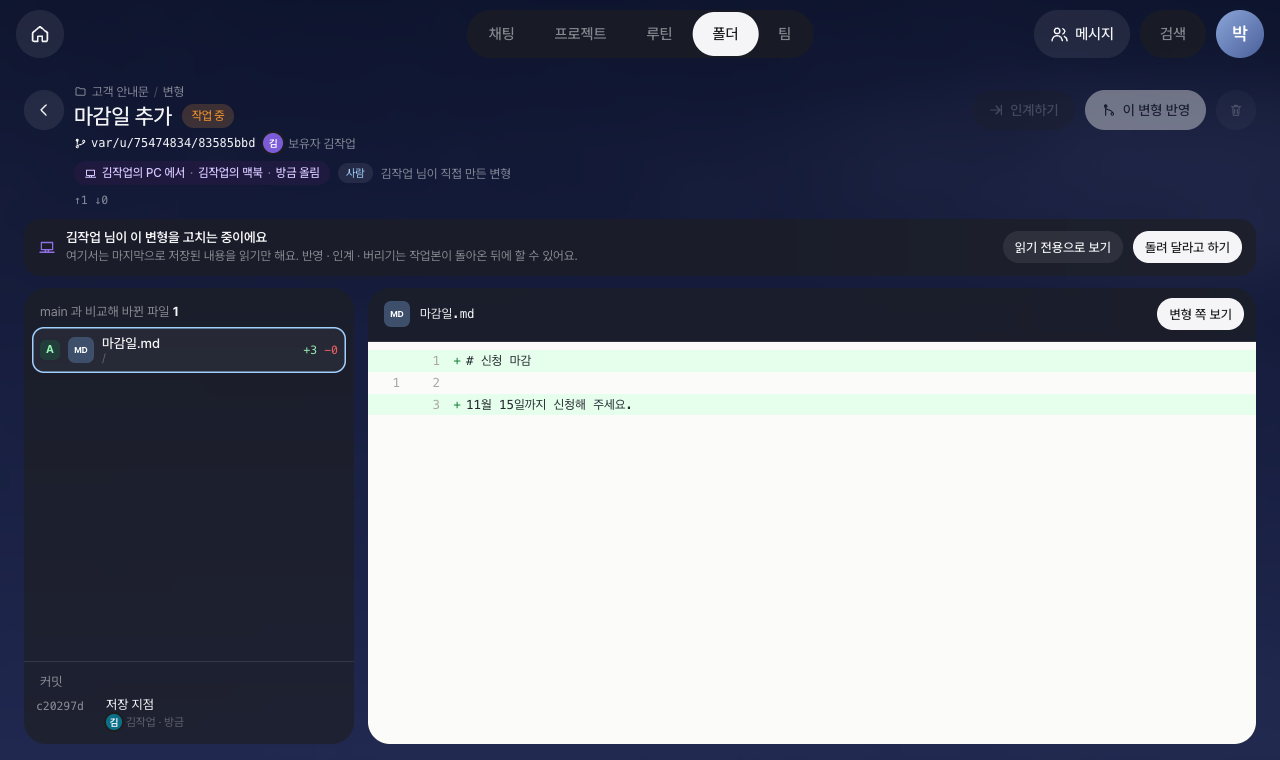 채팅 프로젝트 루틴 폴더 팀 메시지 검색 박
고객 안내문 / 변형
마감일 추가 작업 중
인계하기 이 변형 반영
var/u/75474834/83585bbd 김 보유자 김작업
김작업의 PC 에서 · 김작업의 맥북 · 방금 올림 사람 김작업 님이 직접 만든 변형
↑1 ↓0
김작업 님이 이 변형을 고치는 중이에요
여기서는 마지막으로 저장된 내용을 읽기만 해요. 반영 · 인계 · 버리기는 작업본이 돌아온 뒤에 할 수 있어요.
읽기 전용으로 보기 돌려 달라고 하기
main 과 비교해 바뀐 파일 1
A MD 마감일.md +3 −0
/
MD 마감일.md 변형 쪽 보기
1 + # 신청 마감
1 2
3 + 11월 15일까지 신청해 주세요.
커밋
c20297d 저장 지점
김 김작업 · 방금